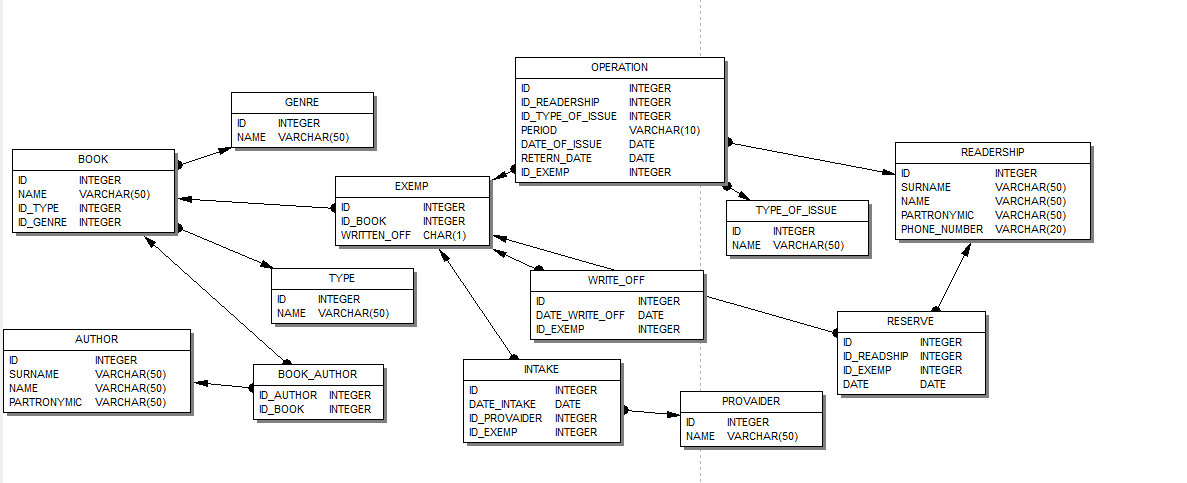 OPERATION
ID INTEGER
ID_READERSHIP INTEGER
ID_TYPE_OF_ISSUE INTEGER
PERIOD VARCHAR(10)
DATE_OF_ISSUE DATE
RETERN_DATE DATE
ID_EXEMP INTEGER
GENRE
ID INTEGER
NAME VARCHAR(50)
BOOK
ID INTEGER
NAME VARCHAR(50)
ID_TYPE INTEGER
ID_GENRE INTEGER
EXEMP
ID INTEGER
ID_BOOK INTEGER
WRITTEN_OFF CHAR(1)
READERSHIP
ID INTEGER
SURNAME VARCHAR(50)
NAME VARCHAR(50)
PARTRONYMIC VARCHAR(50)
PHONE_NUMBER VARCHAR(20)
TYPE_OF_ISSUE
ID INTEGER
NAME VARCHAR(50)
TYPE
ID INTEGER
NAME VARCHAR(50)
WRITE_OFF
ID INTEGER
DATE_WRITE_OFF DATE
ID_EXEMP INTEGER
RESERVE
ID INTEGER
ID_READSHIP INTEGER
ID_EXEMP INTEGER
DATE DATE
AUTHOR
ID INTEGER
SURNAME VARCHAR(50)
NAME VARCHAR(50)
PARTRONYMIC VARCHAR(50)
BOOK_AUTHOR
ID_AUTHOR INTEGER
ID_BOOK INTEGER
INTAKE
ID INTEGER
DATE_INTAKE DATE
ID_PROVAIDER INTEGER
ID_EXEMP INTEGER
PROVAIDER
ID INTEGER
NAME VARCHAR(50)